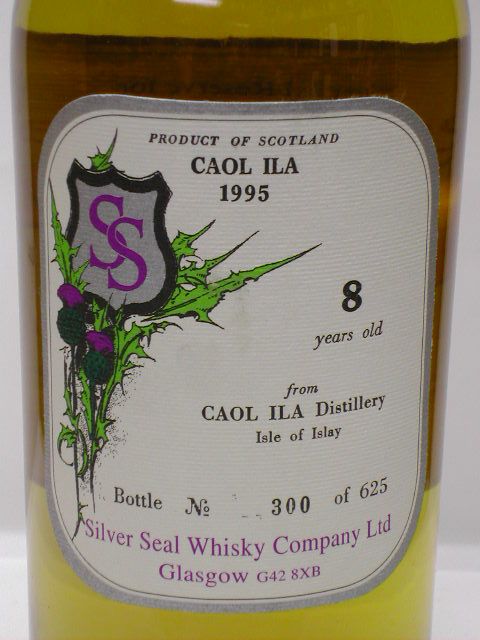 PRODUCT OF SCOTLAND
CAOL ILA
1995
SS
8
years old
from
CAOL ILA Distillery
Isle of Islay
Bottle № 300 of 625
Silver Seal Whisky Company Ltd
Glasgow G42 8XB